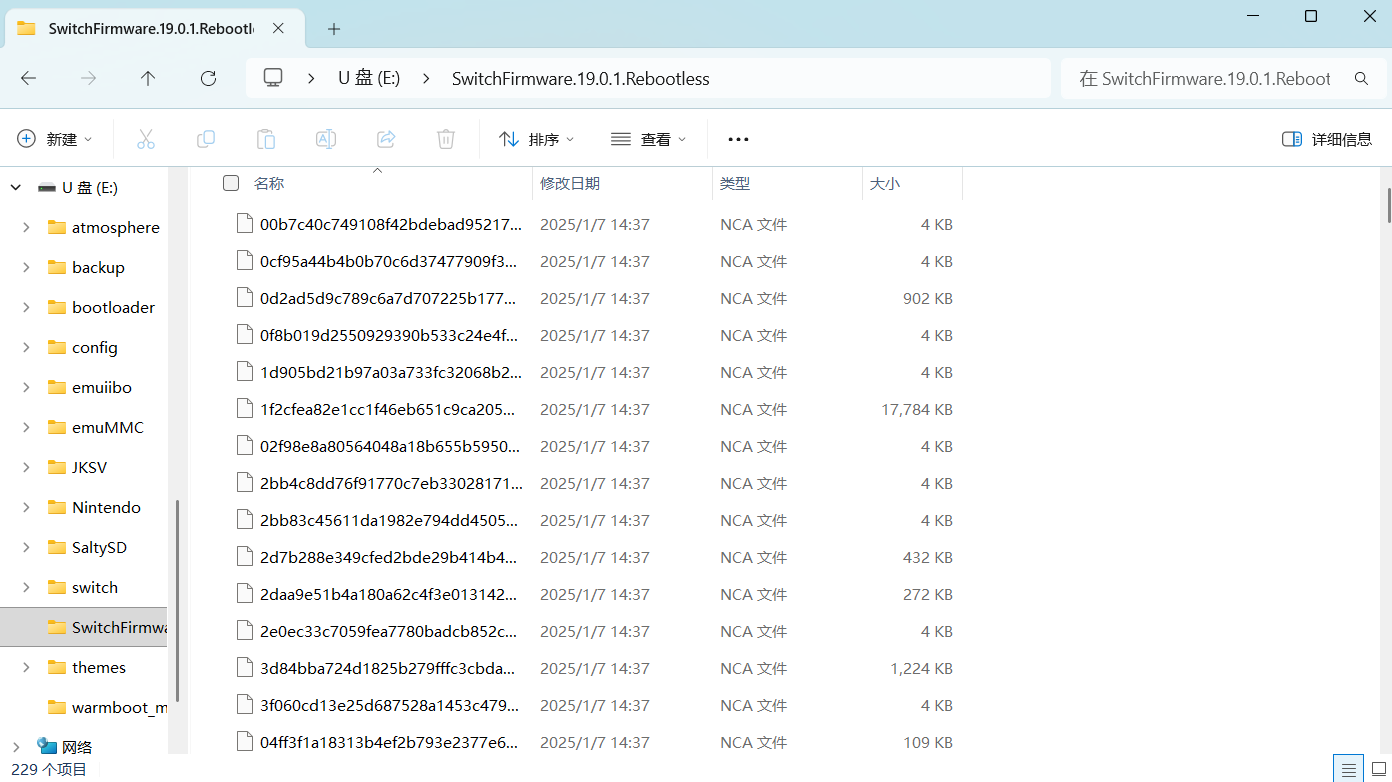 SwitchFirmware.19.0.1.Rebootl
U 盘 (E:) SwitchFirmware.19.0.1.Rebootless
在 SwitchFirmware.19.0.1.Reboot
新建 排序 查看 详细信息
U 盘 (E:)
atmosphere
backup
bootloader
config
emuiibo
emuMMC
JKSV
Nintendo
SaltySD
switch
SwitchFirmwa
themes
warmboot_m
网络
名称 修改日期 类型 大小
00b7c40c749108f42bdebad95217... 2025/1/7 14:37 NCA 文件 4 KB
0cf95a44b4b0b70c6d37477909f3... 2025/1/7 14:37 NCA 文件 4 KB
0d2ad5d9c789c6a7d707225b177... 2025/1/7 14:37 NCA 文件 902 KB
0f8b019d2550929390b533c24e4f... 2025/1/7 14:37 NCA 文件 4 KB
1d905bd21b97a03a733fc32068b2... 2025/1/7 14:37 NCA 文件 4 KB
1f2cfea82e1cc1f46eb651c9ca205... 2025/1/7 14:37 NCA 文件 17,784 KB
02f98e8a80564048a18b655b5950... 2025/1/7 14:37 NCA 文件 4 KB
2bb4c8dd76f91770c7eb33028171... 2025/1/7 14:37 NCA 文件 4 KB
2bb83c45611da1982e794dd4505... 2025/1/7 14:37 NCA 文件 4 KB
2d7b288e349cfed2bde29b414b4... 2025/1/7 14:37 NCA 文件 432 KB
2daa9e51b4a180a62c4f3e013142... 2025/1/7 14:37 NCA 文件 272 KB
2e0ec33c7059fea7780badcb852c... 2025/1/7 14:37 NCA 文件 4 KB
3d84bba724d1825b279fffc3cbda... 2025/1/7 14:37 NCA 文件 1,224 KB
3f060cd13e25d687528a1453c479... 2025/1/7 14:37 NCA 文件 4 KB
04ff3f1a18313b4ef2b793e2377e6... 2025/1/7 14:37 NCA 文件 109 KB
229 个项目